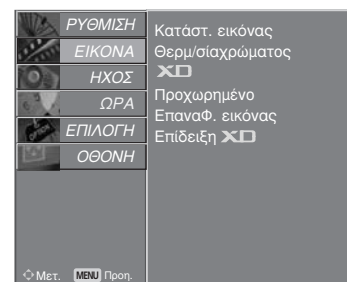 ΡΥΘΜΙΣΗ
ΕΙΚΟΝΑ
ΗΧΟΣ
ΩΡΑ
ΕΠΙΛΟΓΗ
ΟΘΟΝΗ
Κατάστ. εικόνας
Θερμ/σίαχρώματος
XD
Προχωρημένο
ΕπαναΦ. εικόνας
Επίδειξη XD
Μετ. MENU Προη.